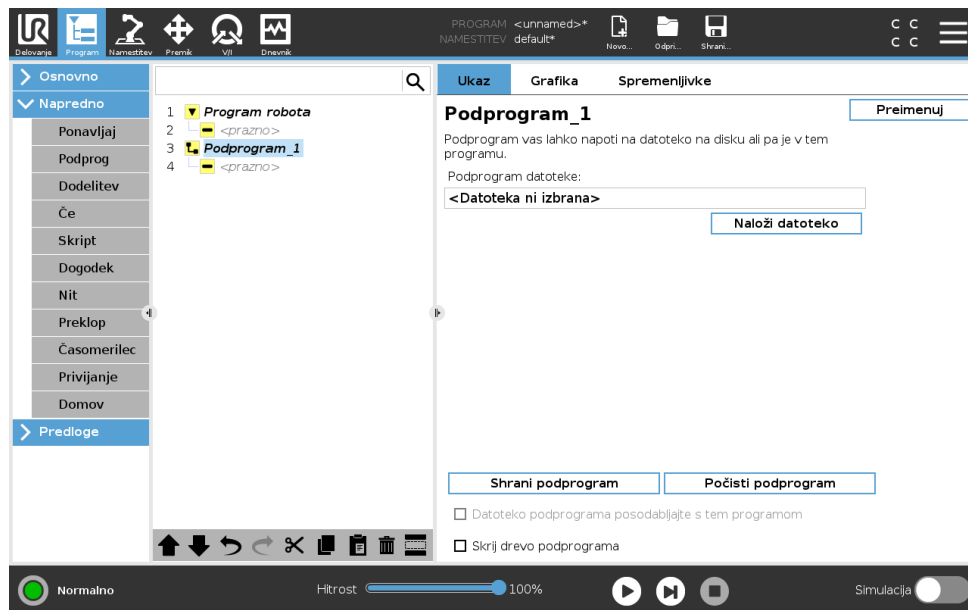 PROGRAM <unnamed>*
NAMESTITEV default*
Delovanje Program Namestitev Premik V/I Dnevnik Novo... Odpri... Shrani...
C C
C C
Osnovno
Napredno
Ponavljaj
Podprog
Dodelitev
Če
Skript
Dogodek
Nit
Preklop
Časomerilec
Privijanje
Domov
Predloge
1 Program robota
2 <prazno>
3 Podprogram_1
4 <prazno>
Ukaz Grafika Spremenljivke
Podprogram_1
Preimenuj
Podprogram vas lahko napoti na datoteko na disku ali pa je v tem
programu.
Podprogram datoteke:
<Datoteka ni izbrana>
Naloži datoteko
Shrani podprogram Počisti podprogram
Datoteko podprograma posodabljajte s tem programom
Skrij drevo podprograma
Normalno Hitrost 100% Simulacija